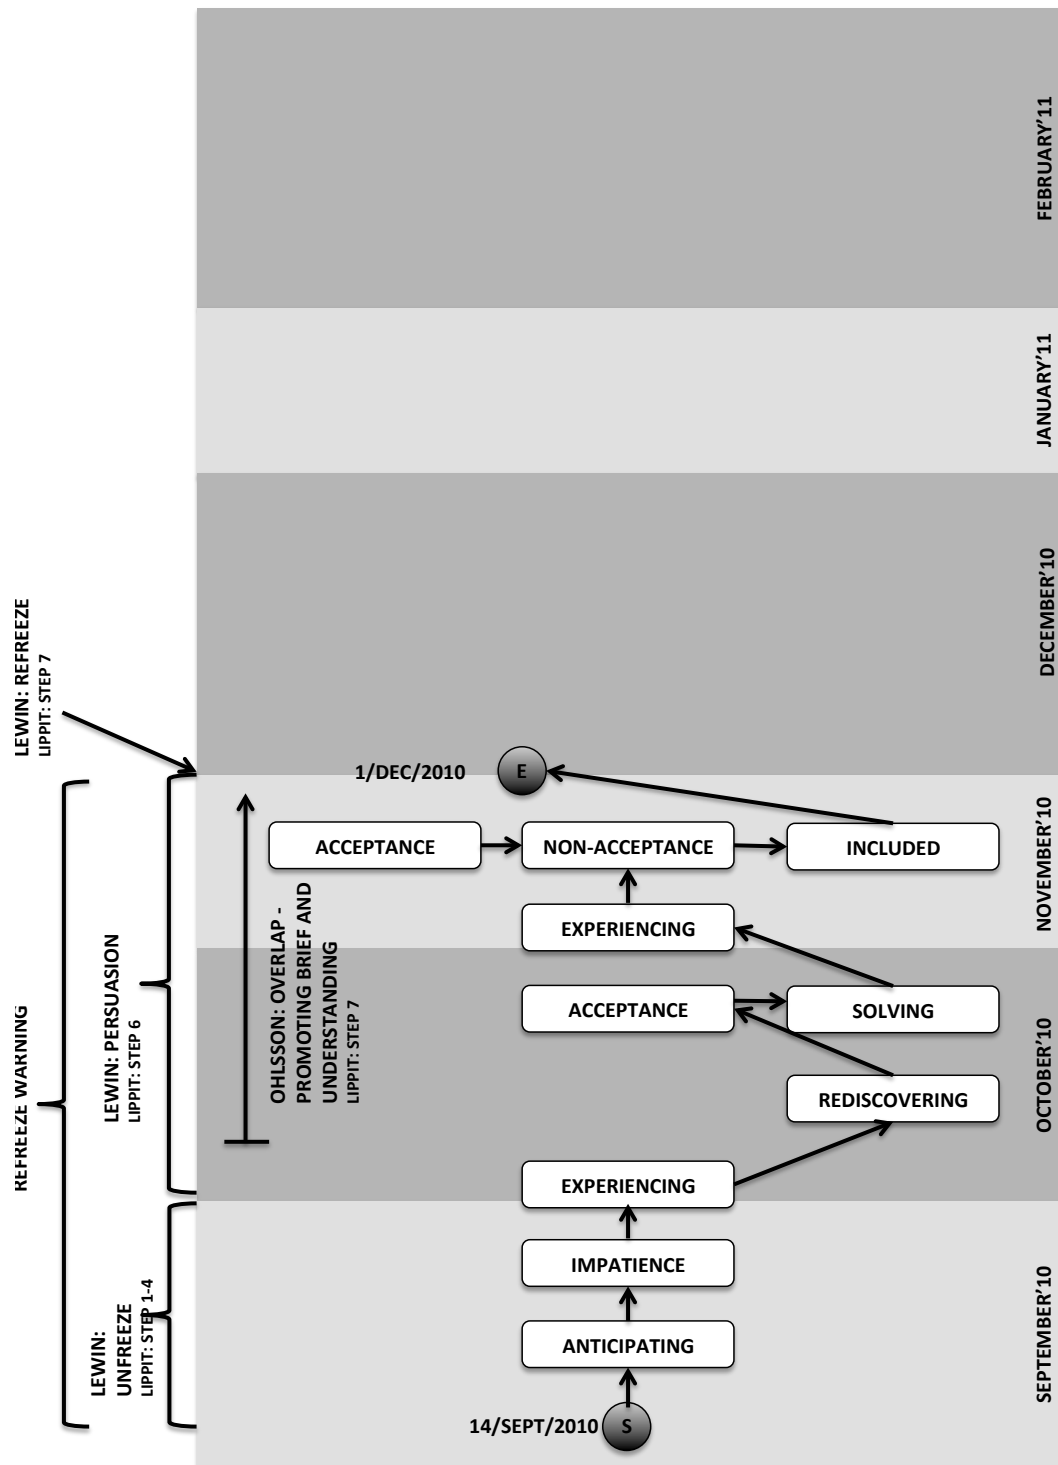 FEBRUARY'11
JANUARY'11
DECEMBER'10
NOVEMBER'10
OCTOBER'10
SEPTEMBER'10
LEWIN: REFREEZE
LIPPIT: STEP 7
REFREEZE WARNING
LEWIN: PERSUASION
LIPPIT: STEP 6
LEWIN:
UNFREEZE
LIPPIT: STEP 1-4
OHLSSON: OVERLAP -
PROMOTING BRIEF AND
UNDERSTANDING
LIPPIT: STEP 7
1/DEC/2010
E
ACCEPTANCE
NON-ACCEPTANCE
INCLUDED
EXPERIENCING
ACCEPTANCE
SOLVING
REDISCOVERING
EXPERIENCING
IMPATIENCE
ANTICIPATING
14/SEPT/2010
S